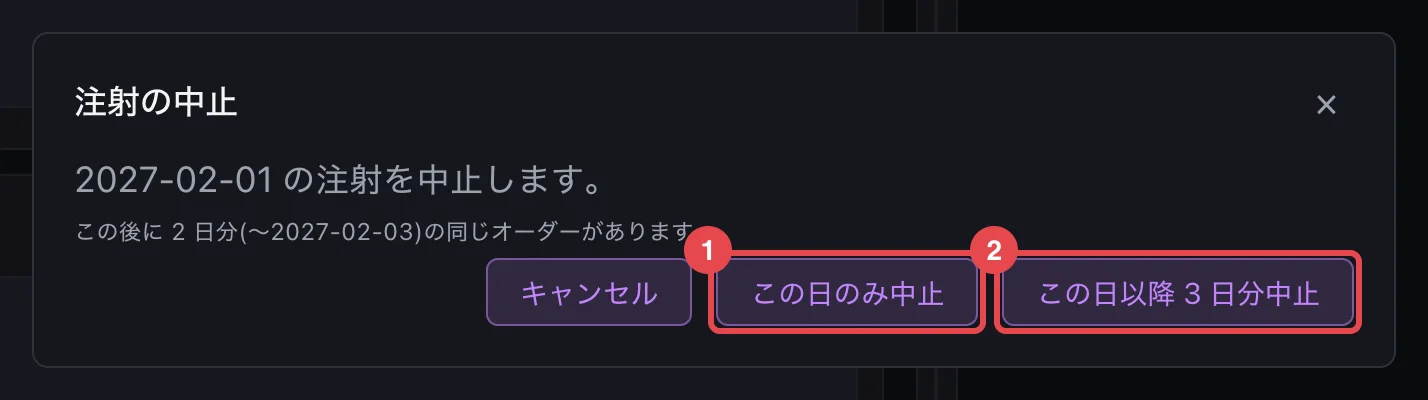 注射の中止
×
2027-02-01 の注射を中止します。
この後に 2 日分(〜2027-02-03)の同じオーダーがあります
キャンセル
1
この日のみ中止
2
この日以降 3 日分中止